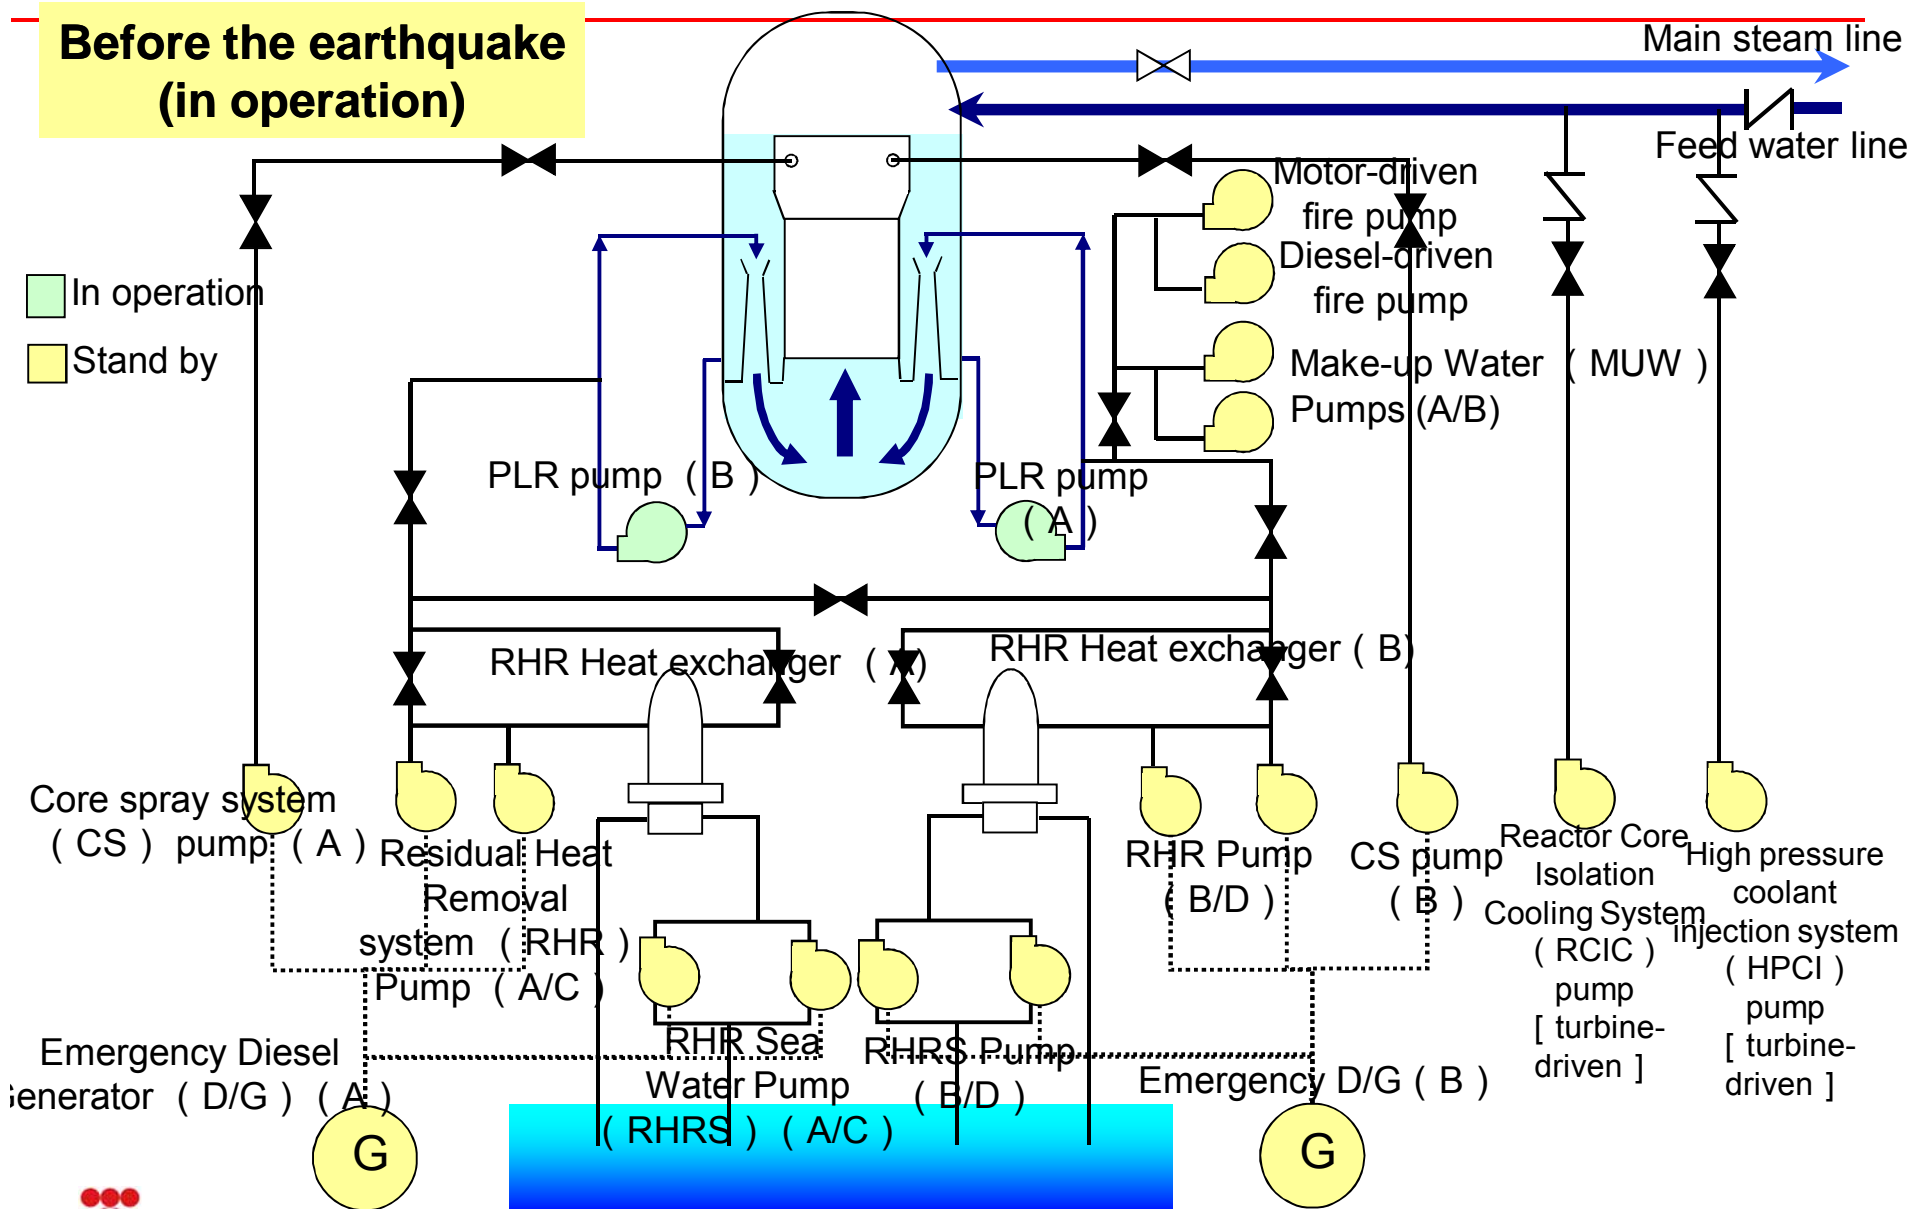 Before the earthquake
(in operation)
Main steam line
Feed water line
Motor-driven
fire pump
Diesel-driven
fire pump
In operation
Stand by
Make-up Water ( MUW )
Pumps (A/B)
PLR pump ( B )
PLR pump
( A )
RHR Heat exchanger ( A)
RHR Heat exchanger ( B)
Core spray system
( CS ) pump ( A )
Residual Heat
Removal
system ( RHR )
Pump ( A/C )
RHR Pump
( B/D )
CS pump
( B )
Reactor Core
Isolation
Cooling System
( RCIC )
pump
[ turbine-
driven ]
High pressure
coolant
injection system
( HPCI )
pump
[ turbine-
driven ]
RHR Sea
Water Pump
( RHRS ) ( A/C )
RHRS Pump
( B/D )
Emergency Diesel
Generator ( D/G ) ( A )
Emergency D/G ( B )
G
G